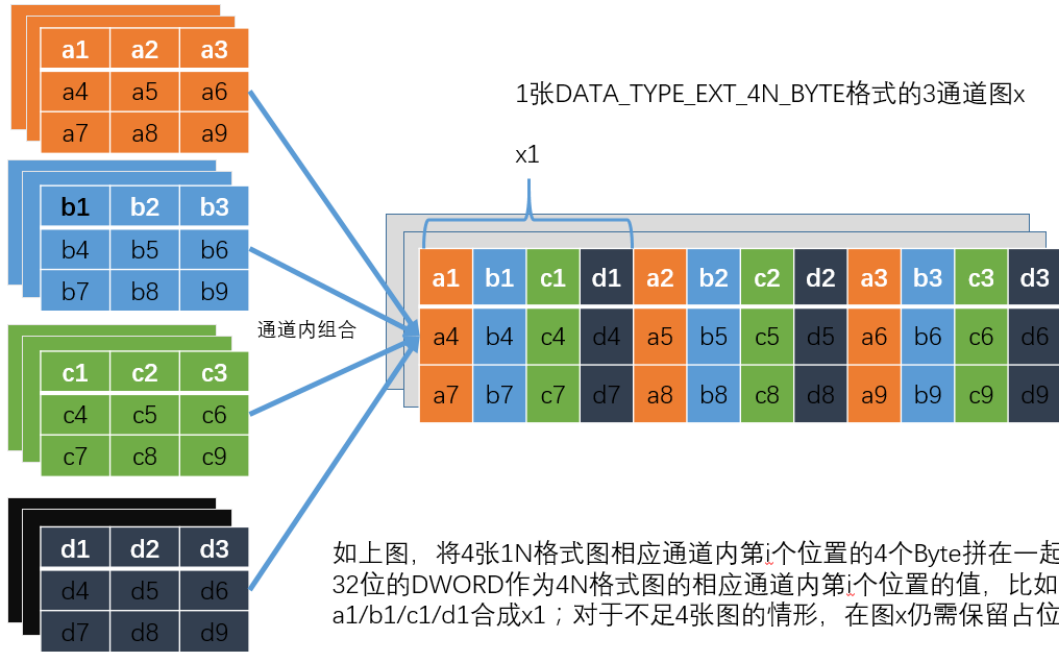 a1 a2 a3
a4 a5 a6
a7 a8 a9
b1 b2 b3
b4 b5 b6
b7 b8 b9
c1 c2 c3
c4 c5 c6
c7 c8 c9
d1 d2 d3
d4 d5 d6
d7 d8 d9
通道内组合
1张DATA_TYPE_EXT_4N_BYTE格式的3通道图x
x1
a1 b1 c1 d1 a2 b2 c2 d2 a3 b3 c3 d3
a4 b4 c4 d4 a5 b5 c5 d5 a6 b6 c6 d6
a7 b7 c7 d7 a8 b8 c8 d8 a9 b9 c9 d9
如上图，将4张1N格式图相应通道内第i个位置的4个Byte拼在一起
32位的DWORD作为4N格式图的相应通道内第i个位置的值，比如
a1/b1/c1/d1合成x1；对于不足4张图的情形，在图x仍需保留占位